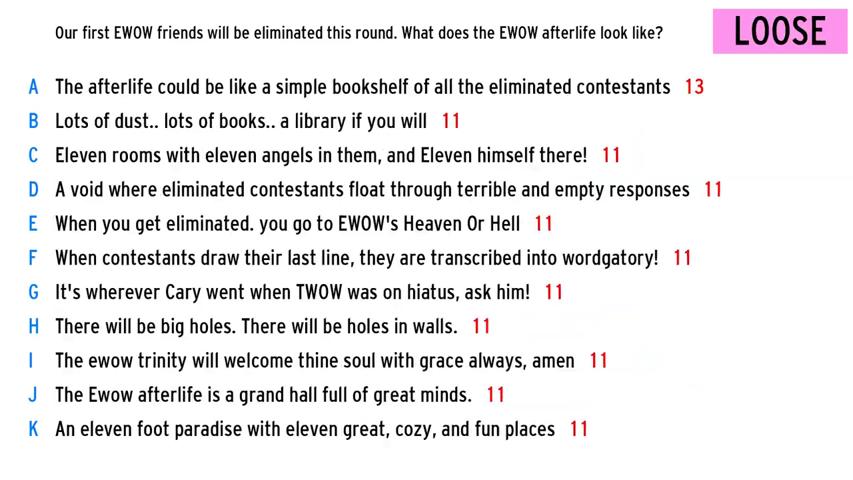 Our first EWOW friends will be eliminated this round. What does the EWOW afterlife look like?
LOOSE
A The afterlife could be like a simple bookshelf of all the eliminated contestants 13
B Lots of dust.. lots of books.. a library if you will 11
C Eleven rooms with eleven angels in them, and Eleven himself there! 11
D A void where eliminated contestants float through terrible and empty responses 11
E When you get eliminated. you go to EWOW's Heaven Or Hell 11
F When contestants draw their last line, they are transcribed into wordgatory! 11
G It's wherever Cary went when TWOW was on hiatus, ask him! 11
H There will be big holes. There will be holes in walls. 11
I The ewow trinity will welcome thine soul with grace always, amen 11
J The Ewow afterlife is a grand hall full of great minds. 11
K An eleven foot paradise with eleven great, cozy, and fun places 11